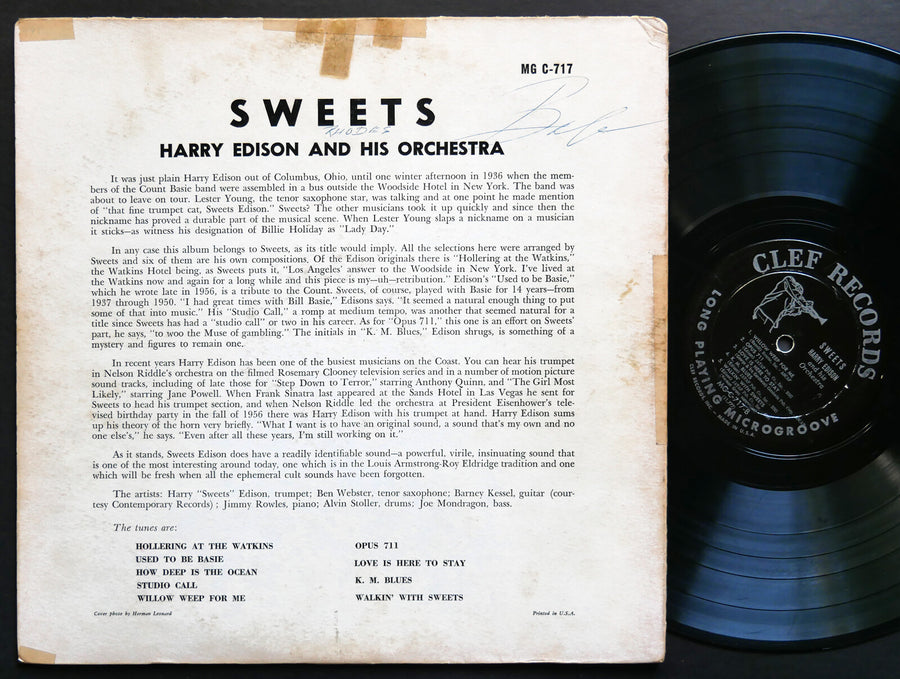 MG C-717
SWEETS
RHODES
HARRY EDISON AND HIS ORCHESTRA
It was just plain Harry Edison out of Columbus, Ohio, until one winter afternoon in 1936 when the mem-
bers of the Count Basie band were assembled in a bus outside the Woodside Hotel in New York. The band was
about to leave on tour. Lester Young, the tenor saxophone star, was talking and at one point he made mention
of "that fine trumpet cat, Sweets Edison." Sweets? The other musicians took it up quickly and since then the
nickname has proved a durable part of the musical scene. When Lester Young slaps a nickname on a musician
it sticks—as witness his designation of Billie Holiday as "Lady Day."
In any case this album belongs to Sweets, as its title would imply. All the selections here were arranged by
Sweets and six of them are his own compositions. Of the Edison originals there is "Hollering at the Watkins,"
the Watkins Hotel being, as Sweets puts it, "Los Angeles' answer to the Woodside in New York. I've lived at
the Watkins now and again for a long while and this piece is my—uh—retribution." Edison's "Used to be Basie,"
which he wrote late in 1956, is a tribute to the Count. Sweets, of course, played with Basie for 14 years—from
1937 through 1950. "I had great times with Bill Basie," Edisons says. "It seemed a natural enough thing to put
some of that into music." His "Studio Call," a romp at medium tempo, was another that seemed natural for a
title since Sweets has had a "studio call" or two in his career. As for "Opus 711," this one is an effort on Sweets'
part, he says, "to woo the Muse of gambling." The initials in "K. M. Blues," Edison shrugs, is something of a
mystery and figures to remain one.
In recent years Harry Edison has been one of the busiest musicians on the Coast. You can hear his trumpet
in Nelson Riddle's orchestra on the filmed Rosemary Clooney television series and in a number of motion picture
sound tracks, including of late those for "Step Down to Terror," starring Anthony Quinn, and "The Girl Most
Likely," starring Jane Powell. When Frank Sinatra last appeared at the Sands Hotel in Las Vegas he sent for
Sweets to head his trumpet section, and when Nelson Riddle led the orchestra at President Eisenhower's tele-
vised birthday party in the fall of 1956 there was Harry Edison with his trumpet at hand. Harry Edison sums
up his theory of the horn very briefly. "What I want is to have an original sound, a sound that's my own and no
one else's," he says. "Even after all these years, I'm still working on it."
As it stands, Sweets Edison does have a readily identifiable sound—a powerful, virile, insinuating sound that
is one of the most interesting around today, one which is in the Louis Armstrong-Roy Eldridge tradition and one
which will be fresh when all the ephemeral cult sounds have been forgotten.
The artists: Harry "Sweets" Edison, trumpet; Ben Webster, tenor saxophone; Barney Kessel, guitar (cour-
tesy Contemporary Records) ; Jimmy Rowles, piano; Alvin Stoller, drums; Joe Mondragon, bass.
The tunes are:
HOLLERING AT THE WATKINS
USED TO BE BASIE
HOW DEEP IS THE OCEAN
STUDIO CALL
WILLOW WEEP FOR ME
OPUS 711
LOVE IS HERE TO STAY
K. M. BLUES
WALKIN' WITH SWEETS
Cover photo by Herman Leonard
Printed in U.S.A.
CLEF RECORDS
SWEETS
HARRY EDISON
and his
Orchestra
LONG PLAYING MICROGROOVE
MADE IN U.S.A.